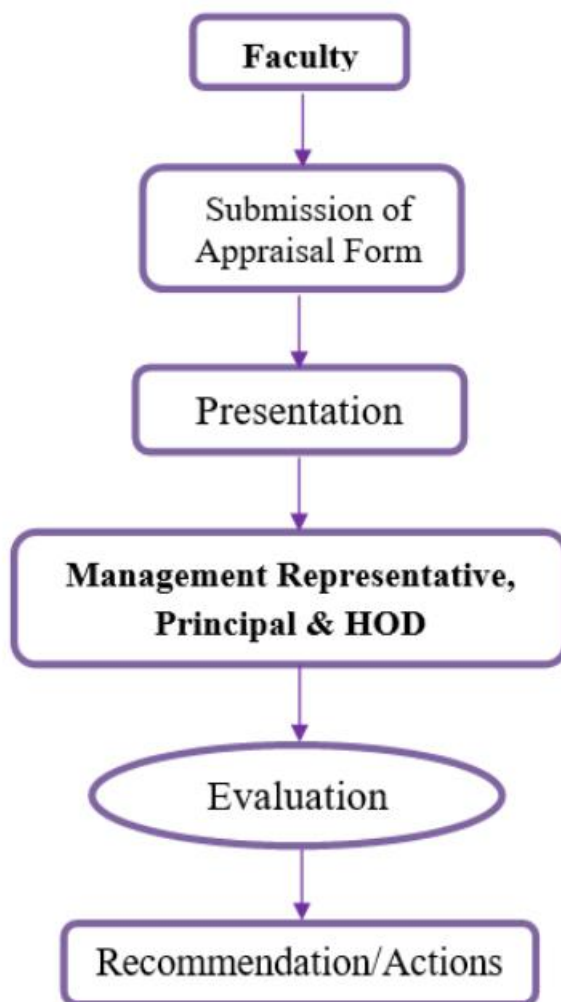 Faculty
Submission of
Appraisal Form
Presentation
Management Representative,
Principal & HOD
Evaluation
Recommendation/Actions